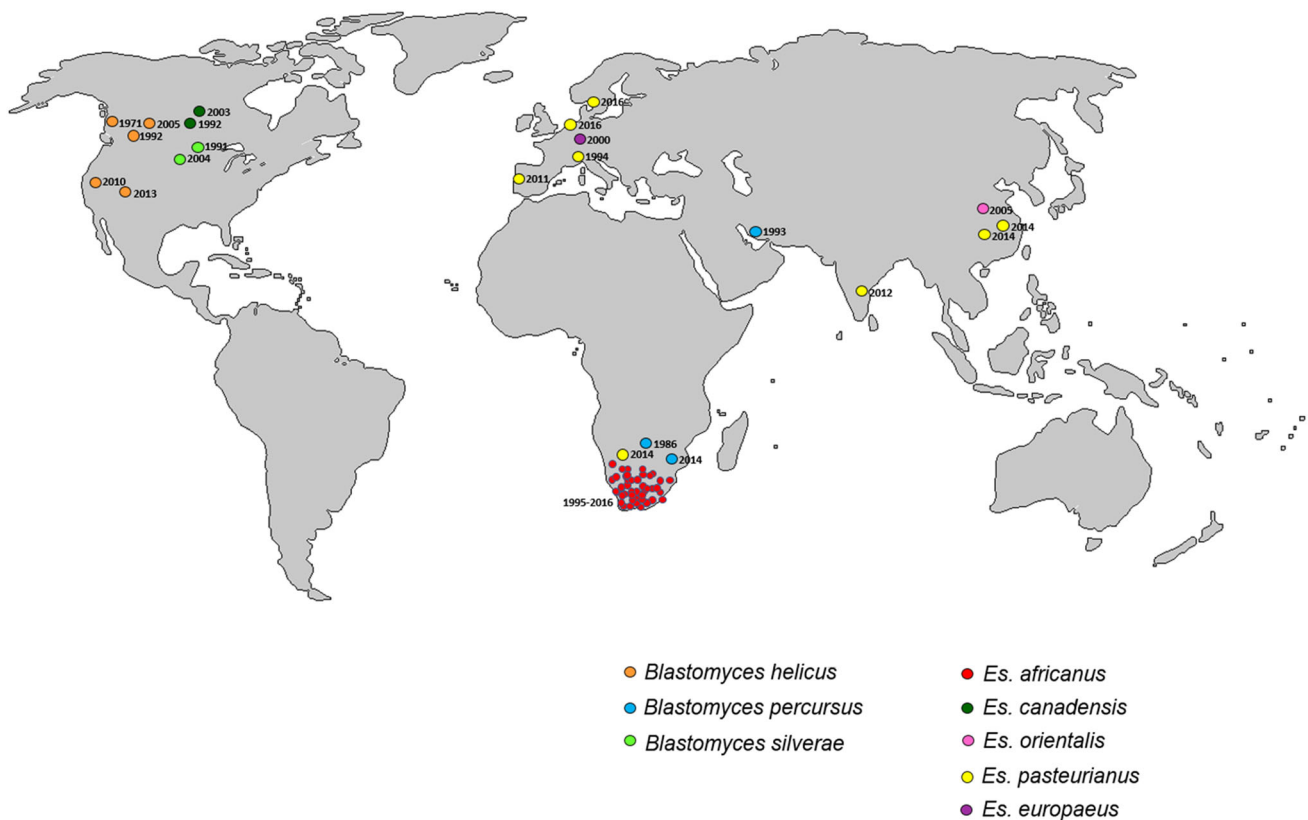 2003
1971
2005
1992
1992
1991
2004
2010
2013
2016
2016
2000
1994
2011
1993
2005
2014
2014
2012
1986
2014
2014
1995-2016
Blastomyces helicus
Blastomyces percursus
Blastomyces silverae
Es. africanus
Es. canadensis
Es. orientalis
Es. pasteurianus
Es. europaeus